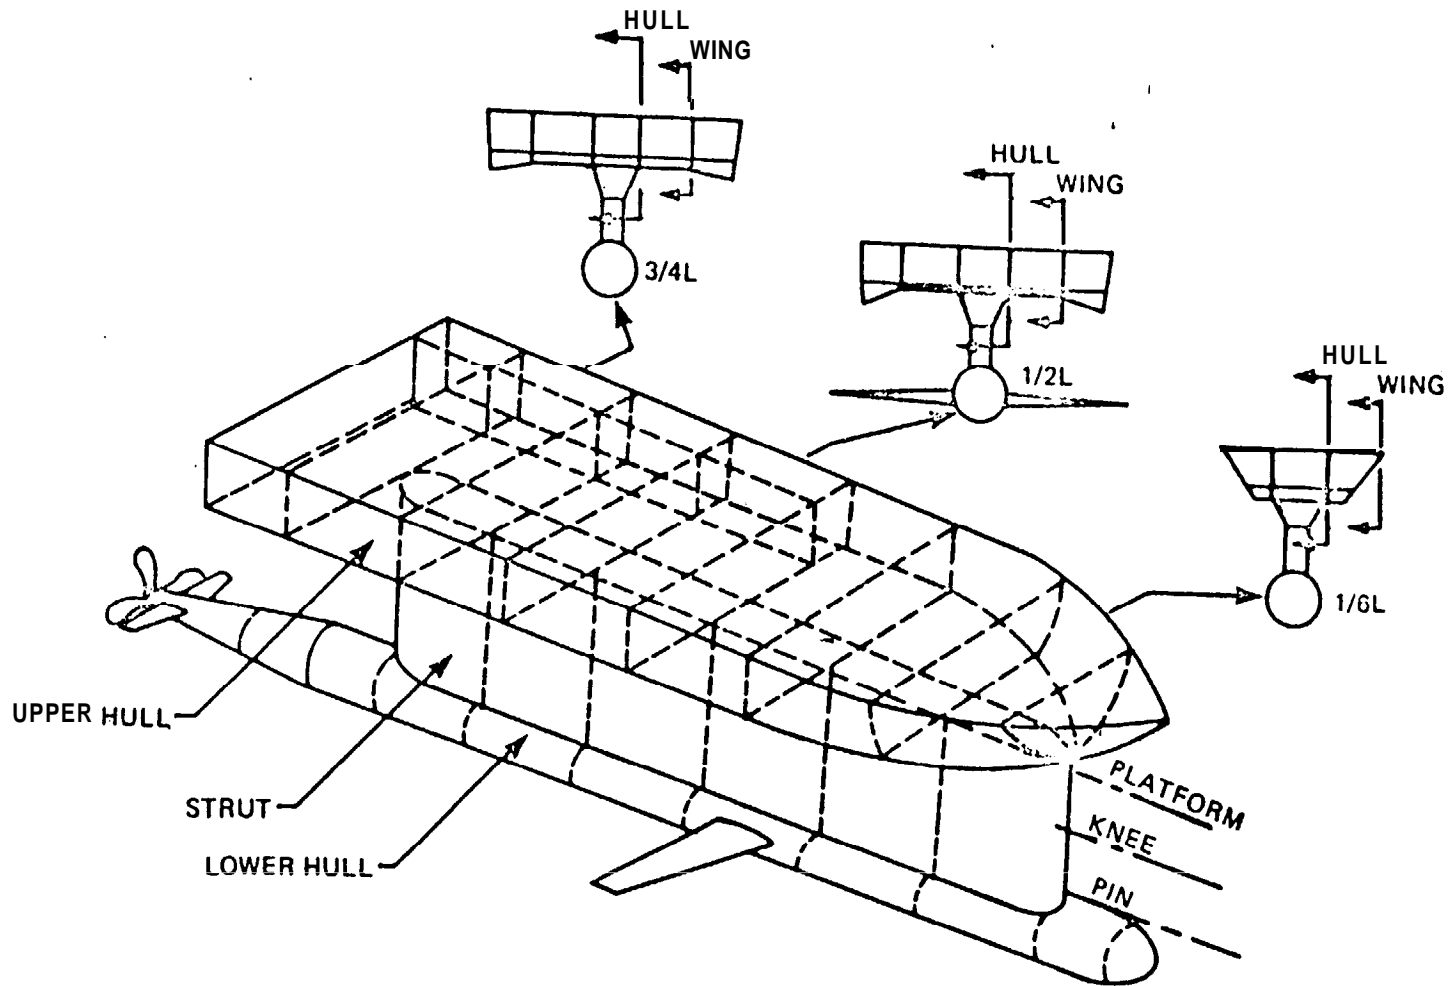 HULL
WING
3/4L
HULL
WING
1/2L
HULL
WING
1/6L
UPPER HULL
STRUT
LOWER HULL
PLATFORM
KNEE
PIN